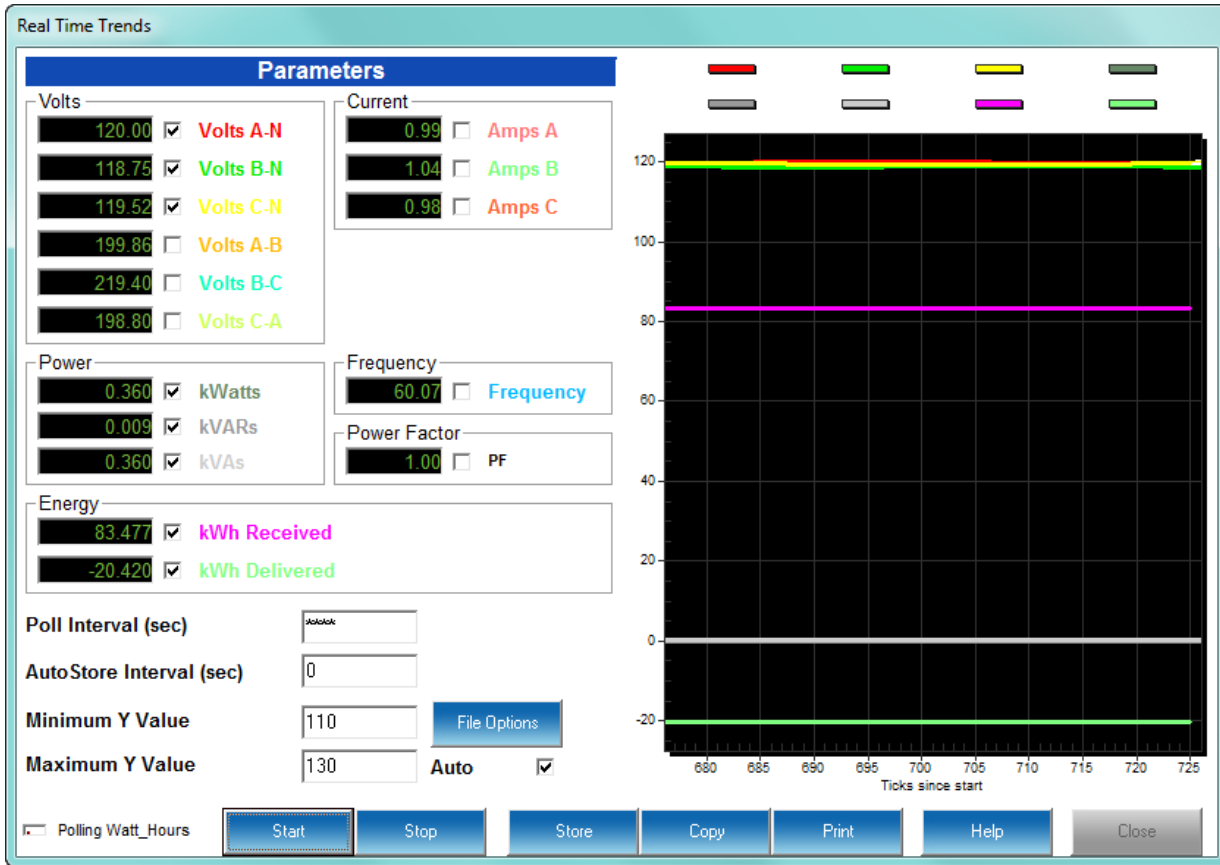 Real Time Trends
Parameters
Volts
120.00 Volts A-N
118.75 Volts B-N
119.52 Volts C-N
199.86 Volts A-B
219.40 Volts B-C
198.80 Volts C-A
Current
0.99 Amps A
1.04 Amps B
0.98 Amps C
Power
0.360 kWatts
0.009 kVARs
0.360 kVAs
Frequency
60.07 Frequency
Power Factor
1.00 PF
Energy
83.477 kWh Received
-20.420 kWh Delivered
Poll Interval (sec) ****
AutoStore Interval (sec) 0
Minimum Y Value 110
File Options
Maximum Y Value 130
Auto
120
100
80
60
40
20
0
-20
680 685 690 695 700 705 710 715 720 725
Ticks since start
Polling Watt_Hours
Start
Stop
Store
Copy
Print
Help
Close